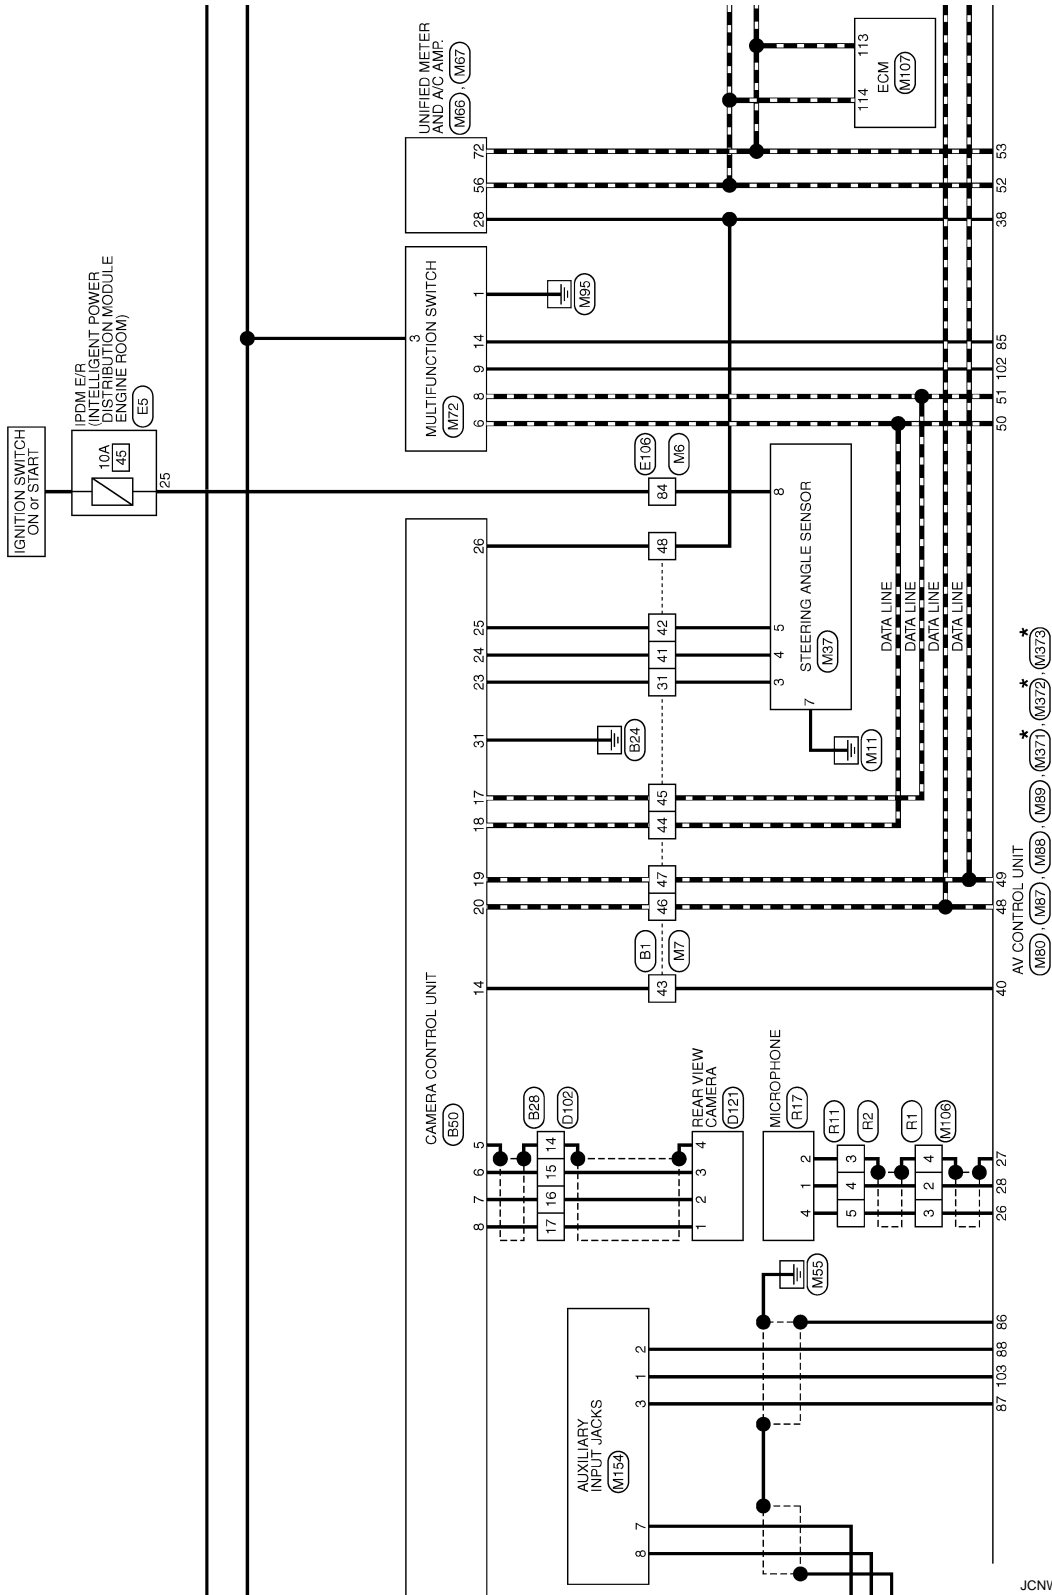 IGNITION SWITCH
ON or START
IPDM E/R
(INTELLIGENT POWER
DISTRIBUTION MODULE
ENGINE ROOM)
E5
10A
45
25
UNIFIED METER
AND A/C AMP.
M66 , M67
72
56
28
113
114
ECM
M107
53
52
38
MULTIFUNCTION SWITCH
M72
3
1
14
9
8
6
M95
85
102
51
50
E106
M6
84
8
STEERING ANGLE SENSOR
M37
5
4
3
7
M11
CAMERA CONTROL UNIT
B50
26
25
24
23
31
17
18
19
20
14
48
42
41
31
B24
45
44
47
46
B1
M7
43
DATA LINE
DATA LINE
DATA LINE
DATA LINE
49
48
40
AV CONTROL UNIT
M80 , M87 , M88 , M89 , M371* , M372* , M373*
5
6
7
8
B28
D102
14
15
16
17
REAR VIEW
CAMERA
D121
4
3
2
1
MICROPHONE
R17
2
1
4
R11
R2
3
4
5
R1
M106
4
2
3
27
28
26
M55
AUXILIARY
INPUT JACKS
M154
2
1
3
7
8
86
88
103
87